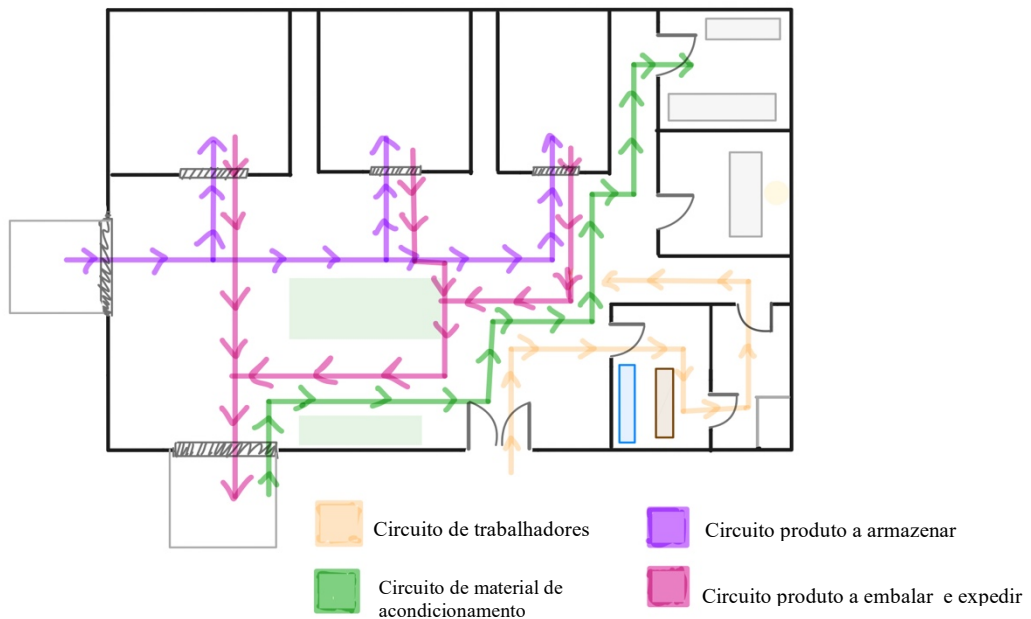 Circuito de trabalhadores
Circuito produto a armazenar
Circuito de material de
acondicionamento
Circuito produto a embalar e expedir